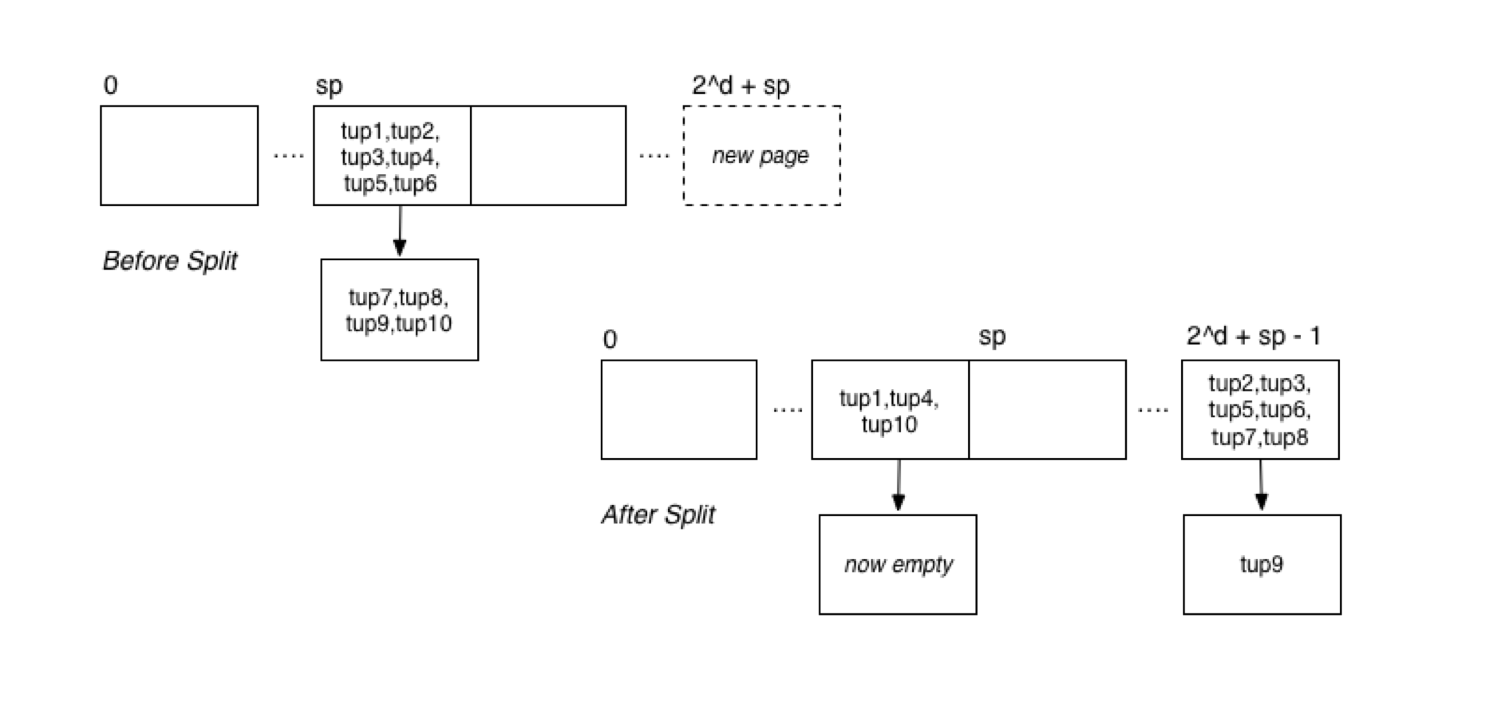 0
sp
2^d + sp
tup1,tup2,
tup3,tup4,
tup5,tup6
....
....
new page
Before Split
tup7,tup8,
tup9,tup10
0
sp
2^d + sp - 1
....
tup1,tup4,
tup10
....
tup2,tup3,
tup5,tup6,
tup7,tup8
After Split
now empty
tup9